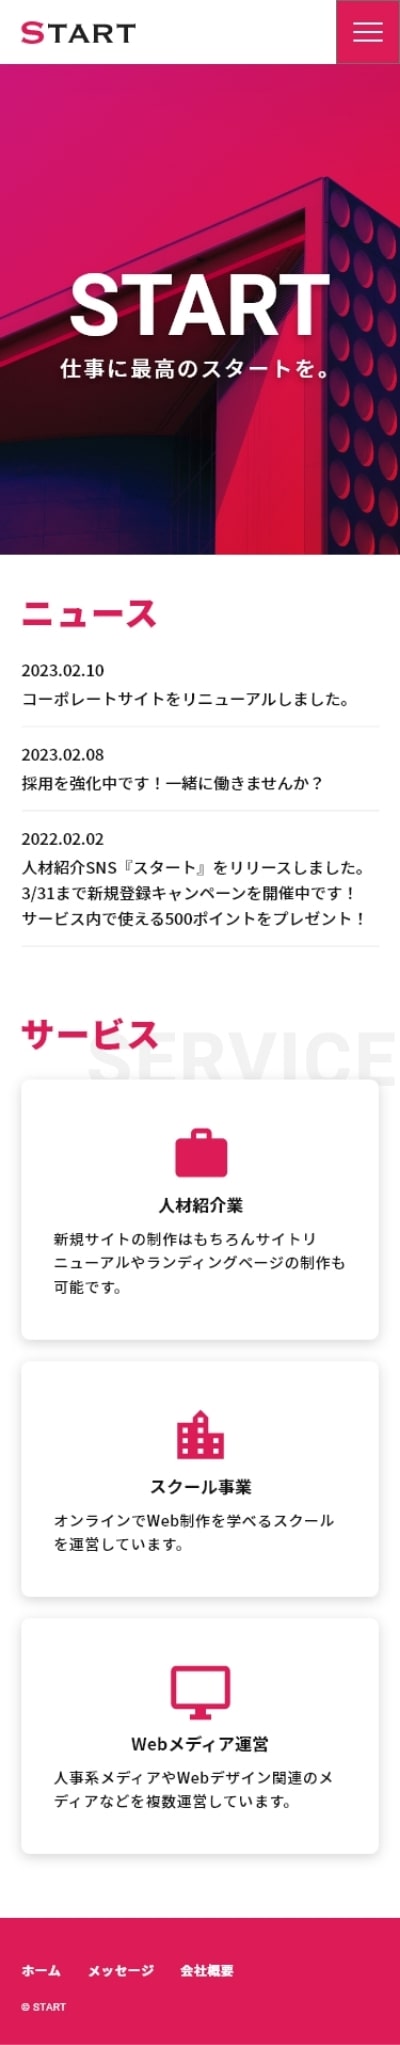 START
START
仕事に最高のスタートを。
ニュース
2023.02.10
コーポレートサイトをリニューアルしました。
2023.02.08
採用を強化中です！一緒に働きませんか？
2022.02.02
人材紹介SNS『スタート』をリリースしました。
3/31まで新規登録キャンペーンを開催中です！
サービス内で使える500ポイントをプレゼント！
サービス
SERVICE
人材紹介業
新規サイトの制作はもちろんサイトリ
ニューアルやランディングページの制作も
可能です。
スクール事業
オンラインでWeb制作を学べるスクール
を運営しています。
Webメディア運営
人事系メディアやWebデザイン関連のメ
ディアなどを複数運営しています。
ホーム メッセージ 会社概要
© START